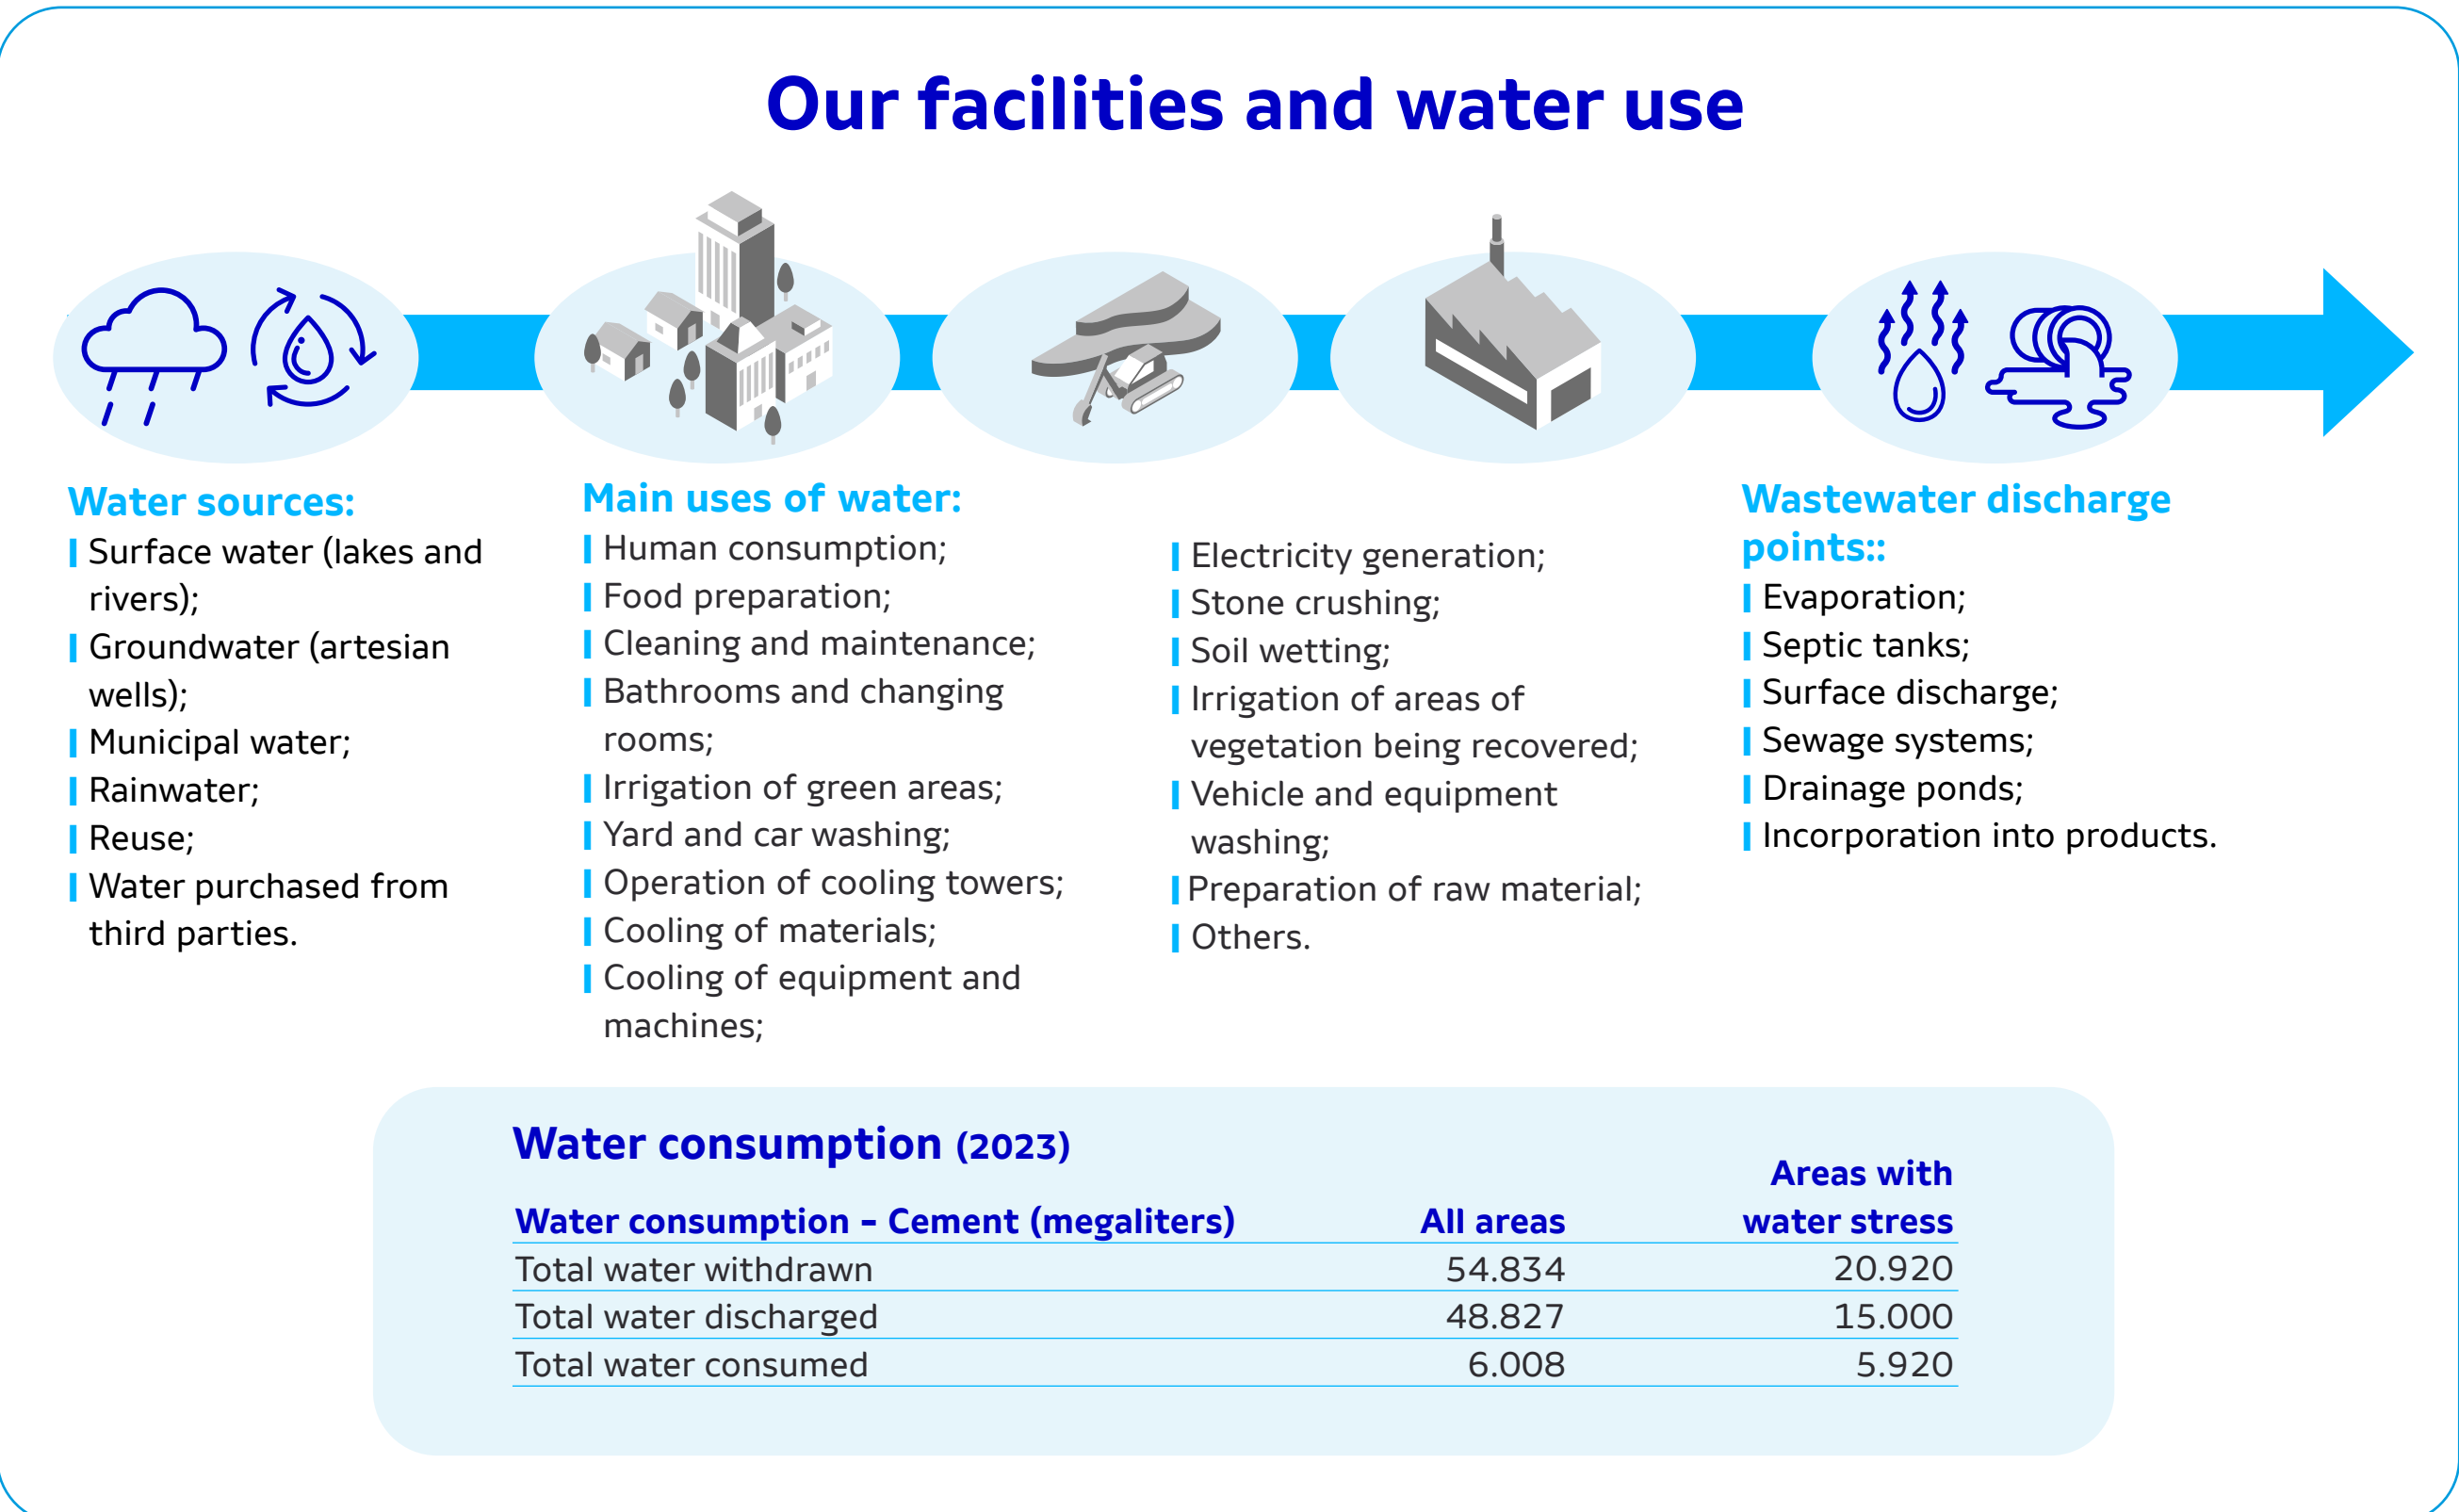 Our facilities and water use
Water sources:
Surface water (lakes and
rivers);
Groundwater (artesian
wells);
Municipal water;
Rainwater;
Reuse;
Water purchased from
third parties.
Main uses of water:
Human consumption;
Food preparation;
Cleaning and maintenance;
Bathrooms and changing
rooms;
Irrigation of green areas;
Yard and car washing;
Operation of cooling towers;
Cooling of materials;
Cooling of equipment and
machines;
Electricity generation;
Stone crushing;
Soil wetting;
Irrigation of areas of
vegetation being recovered;
Vehicle and equipment
washing;
Preparation of raw material;
Others.
Wastewater discharge
points::
Evaporation;
Septic tanks;
Surface discharge;
Sewage systems;
Drainage ponds;
Incorporation into products.
Water consumption (2023)
Areas with
Water consumption – Cement (megaliters) All areas water stress
Total water withdrawn 54.834 20.920
Total water discharged 48.827 15.000
Total water consumed 6.008 5.920